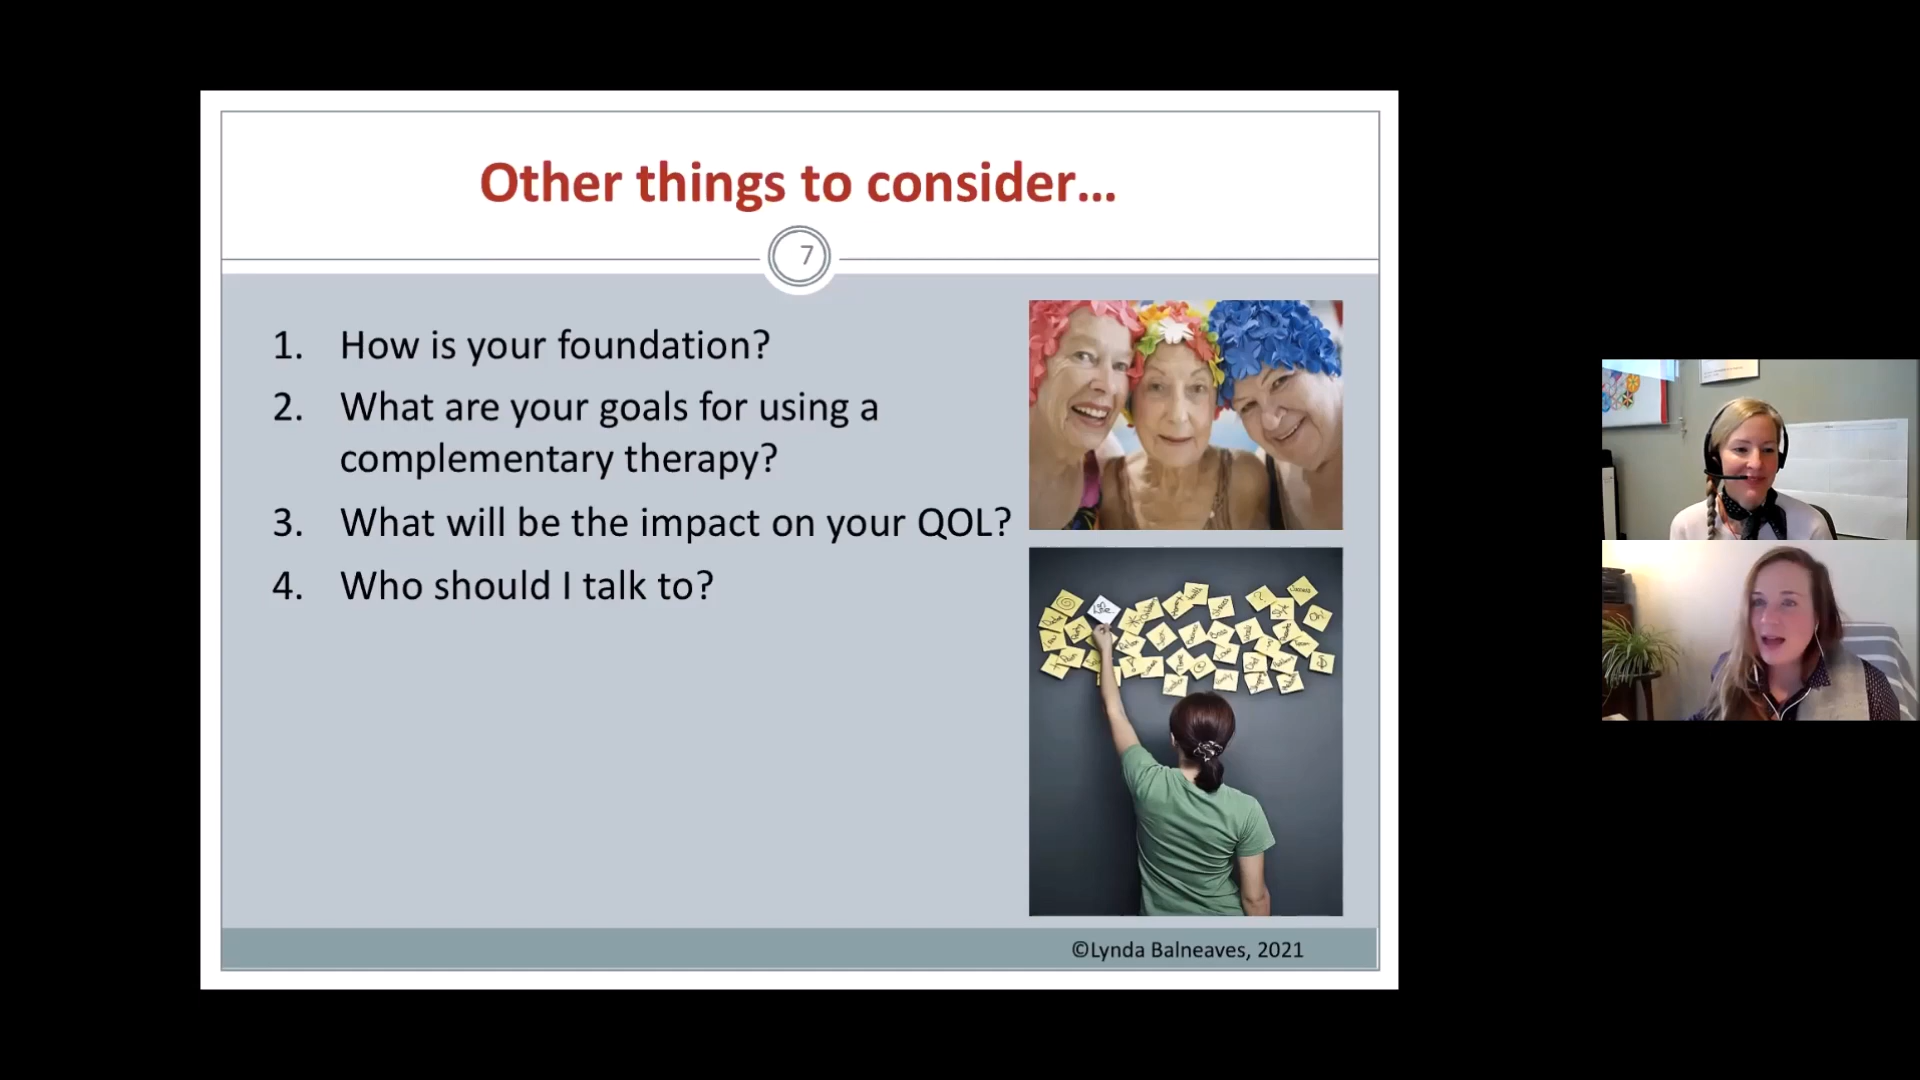 Other things to consider...
7
1. How is your foundation?
2. What are your goals for using a
complementary therapy?
3. What will be the impact on your QOL?
4. Who should I talk to?
Life
?
$
©Lynda Balneaves, 2021